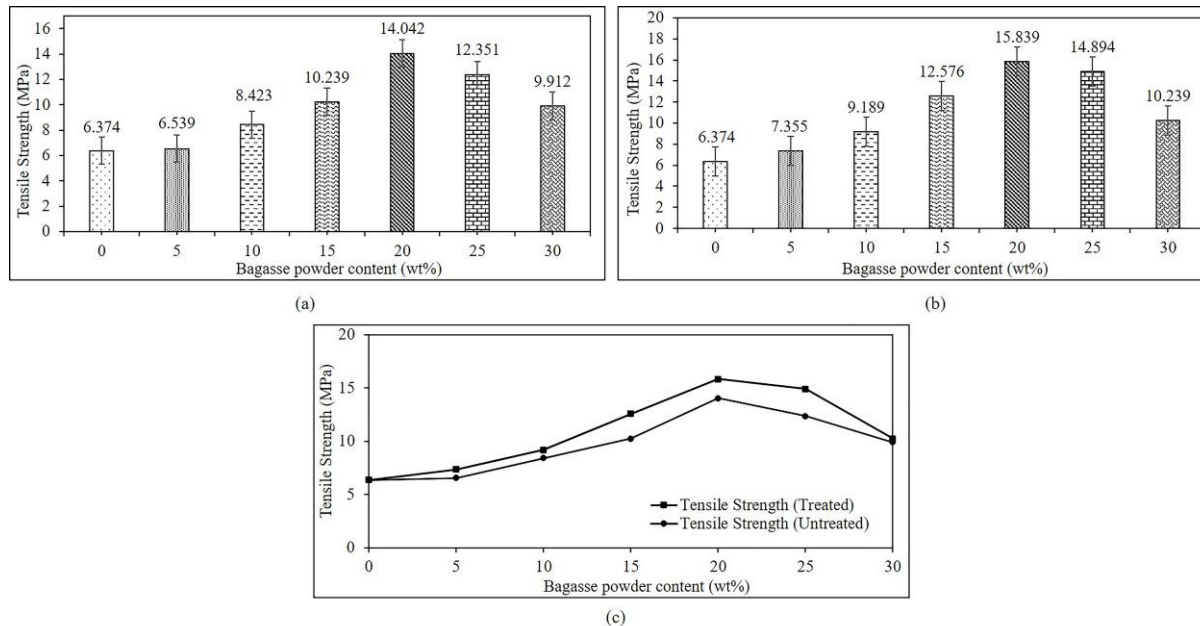 16
14
12
10
8
6
4
2
0
Tensile Strength (MPa)
6.374
6.539
8.423
10.239
14.042
12.351
9.912
0 5 10 15 20 25 30
Bagasse powder content (wt%)
(a)
20
18
16
14
12
10
8
6
4
2
0
Tensile Strength (MPa)
6.374
7.355
9.189
12.576
15.839
14.894
10.239
0 5 10 15 20 25 30
Bagasse powder content (wt%)
(b)
20
15
10
5
0
Tensile Strength (MPa)
Tensile Strength (Treated)
Tensile Strength (Untreated)
0 5 10 15 20 25 30
Bagasse powder content (wt%)
(c)